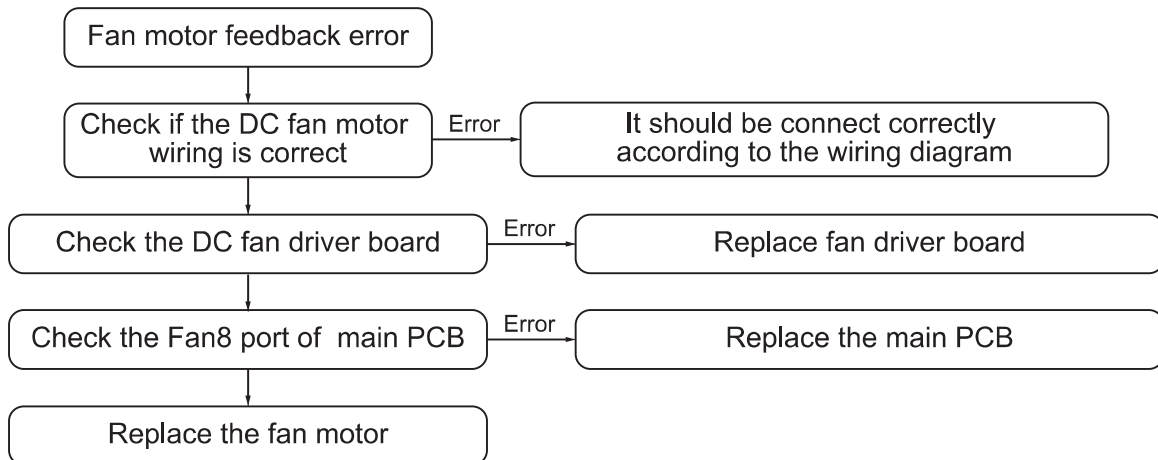 Fan motor feedback error
Check if the DC fan motor
wiring is correct
Error
It should be connect correctly
according to the wiring diagram
Check the DC fan driver board
Error
Replace fan driver board
Check the Fan8 port of main PCB
Error
Replace the main PCB
Replace the fan motor